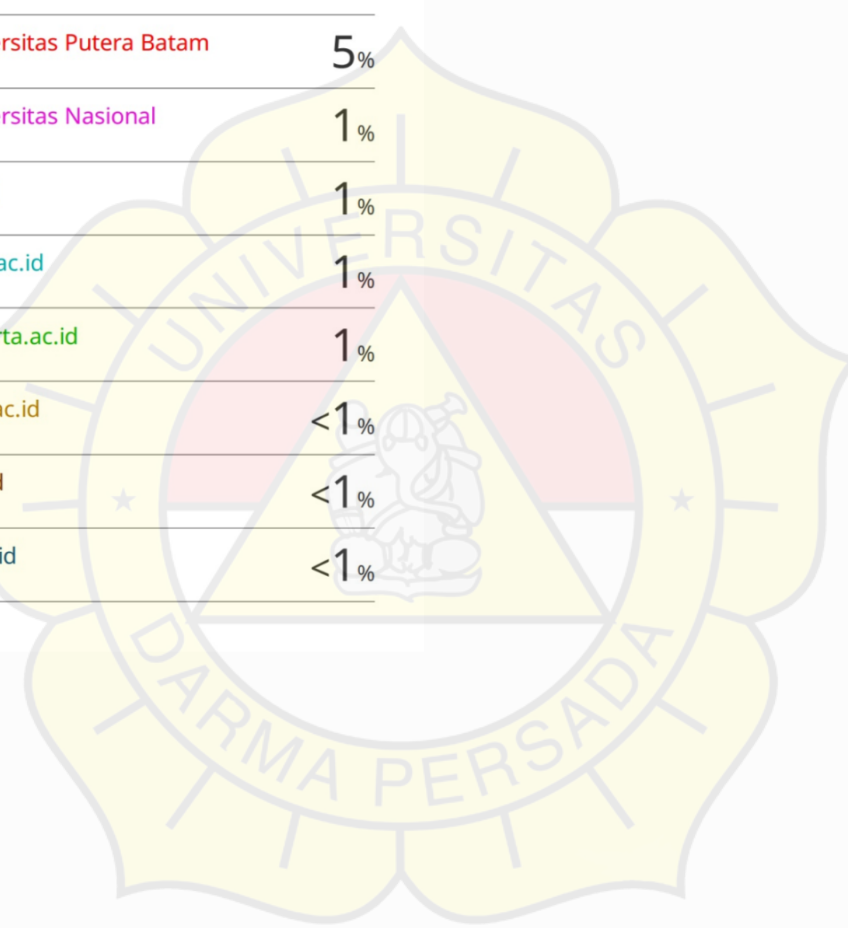 rsitas Putera Batam 5%
rsitas Nasional 1%
1%
ac.id 1%
rta.ac.id 1%
ac.id <1%
<1%
id <1%
UNIVERSITAS
DARMA PERSADA